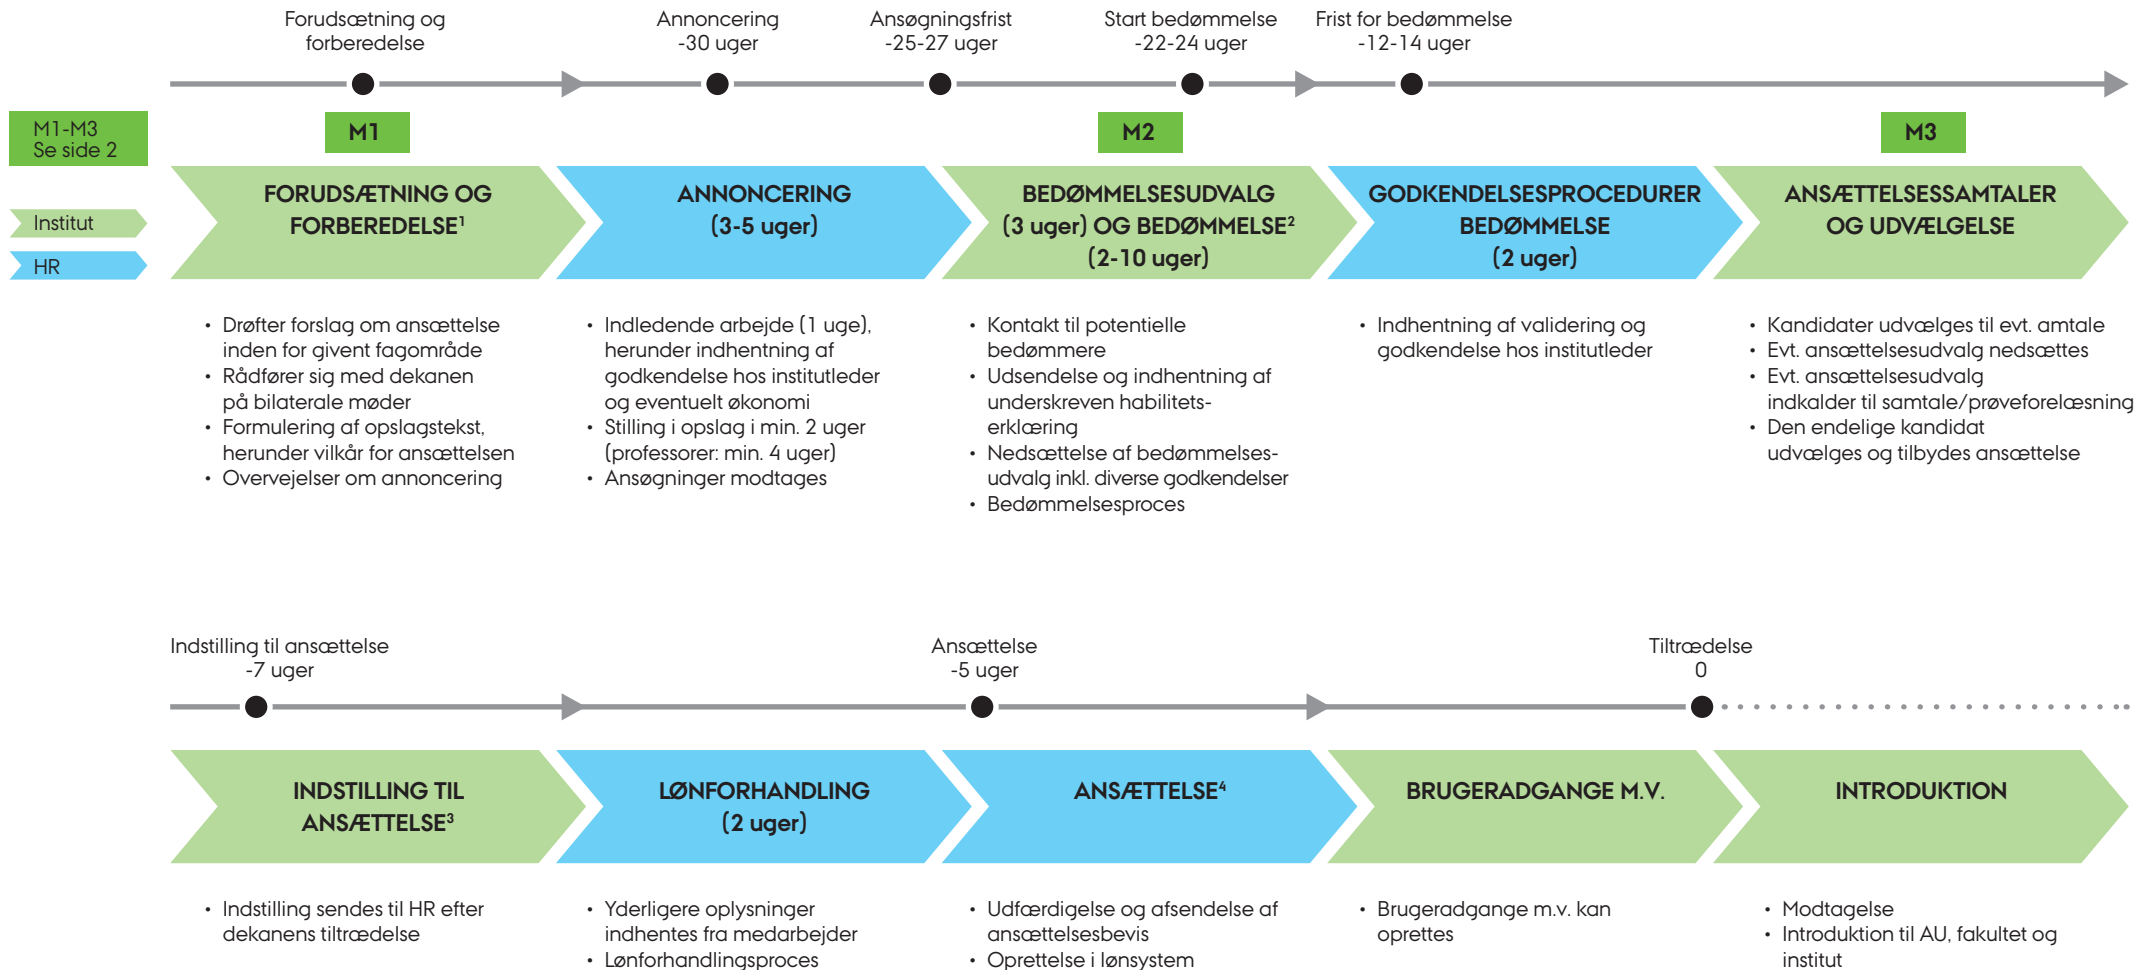 Forudsætning og
forberedelse
Annoncering
-30 uger
Ansøgningsfrist
-25-27 uger
Start bedømmelse
-22-24 uger
Frist for bedømmelse
-12-14 uger
M1-M3
Se side 2
M1
M2
M3
Institut
HR
FORUDSÆTNING OG
FORBEREDELSE¹
ANNONCERING
(3-5 uger)
BEDØMMELSESUDVALG
(3 uger) OG BEDØMMELSE²
(2-10 uger)
GODKENDELSESPROCEDURER
BEDØMMELSE
(2 uger)
ANSÆTTELSESSAMTALER
OG UDVÆLGELSE
• Drøfter forslag om ansættelse
inden for givent fagområde
• Rådfører sig med dekanen
på bilaterale møder
• Formulering af opslagstekst,
herunder vilkår for ansættelsen
• Overvejelser om annoncering
• Indledende arbejde (1 uge),
herunder indhentning af
godkendelse hos institutleder
og eventuelt økonomi
• Stilling i opslag i min. 2 uger
(professorer: min. 4 uger)
• Ansøgninger modtages
• Kontakt til potentielle
bedømmere
• Udsendelse og indhentning af
underskreven habilitets-
erklæring
• Nedsættelse af bedømmelses-
udvalg inkl. diverse godkendelser
• Bedømmelsesproces
• Indhentning af validering og
godkendelse hos institutleder
• Kandidater udvælges til evt. amtale
• Evt. ansættelsesudvalg nedsættes
• Evt. ansættelsesudvalg
indkalder til samtale/prøveforelæsning
• Den endelige kandidat
udvælges og tilbydes ansættelse
Indstilling til ansættelse
-7 uger
Ansættelse
-5 uger
Tiltrædelse
0
INDSTILLING TIL
ANSÆTTELSE³
LØNFORHANDLING
(2 uger)
ANSÆTTELSE⁴
BRUGERADGANGE M.V.
INTRODUKTION
• Indstilling sendes til HR efter
dekanens tiltrædelse
• Yderligere oplysninger
indhentes fra medarbejder
• Lønforhandlingsproces
• Udfærdigelse og afsendelse af
ansættelsesbevis
• Oprettelse i lønsystem
• Brugeradgange m.v. kan
oprettes
• Modtagelse
• Introduktion til AU, fakultet og
institut